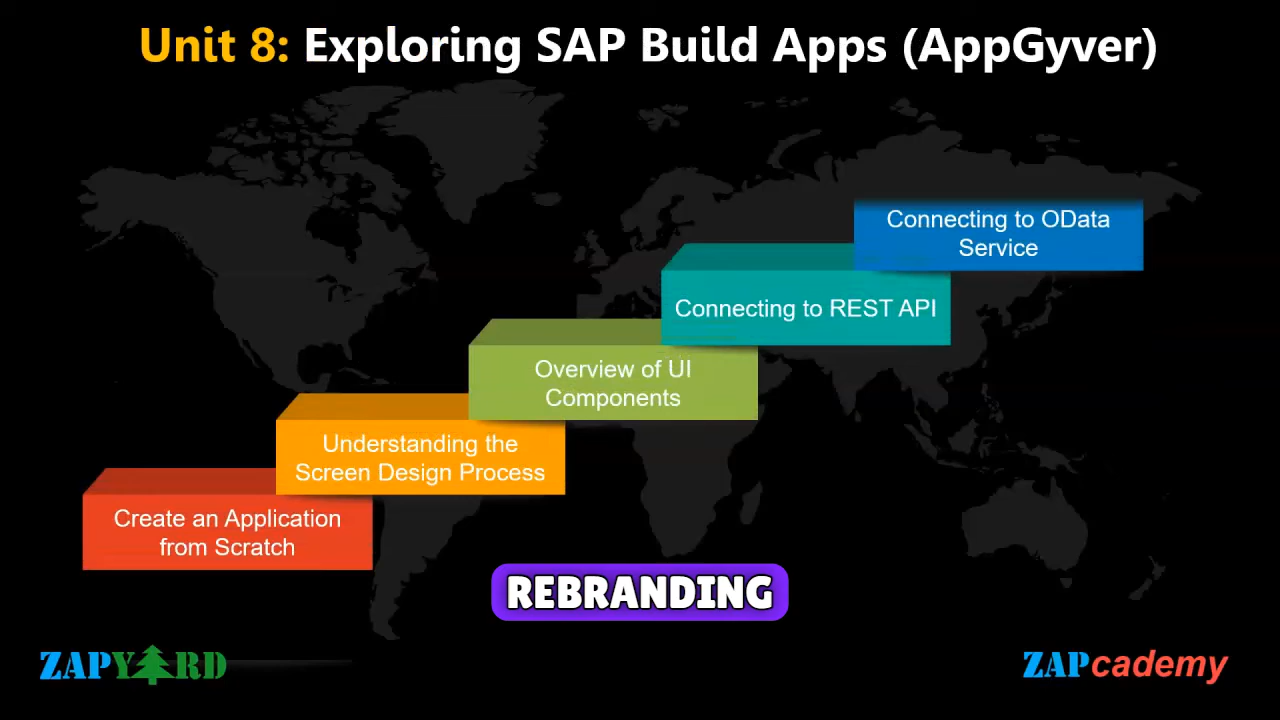 Unit 8: Exploring SAP Build Apps (AppGyver)
Connecting to OData
Service
Connecting to REST API
Overview of UI
Components
Understanding the
Screen Design Process
Create an Application
from Scratch
REBRANDING
ZAPYARD
ZAPcademy